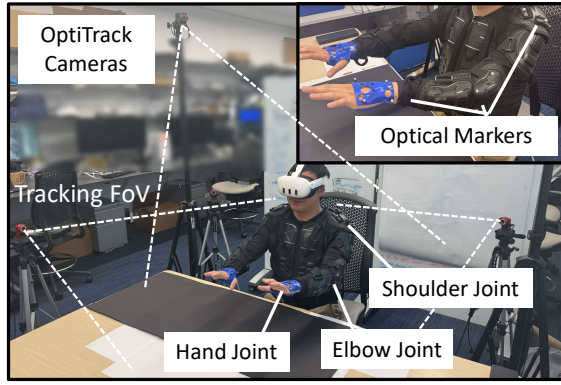 OptiTrack
Cameras
Optical Markers
Tracking FoV
Shoulder Joint
Hand Joint
Elbow Joint